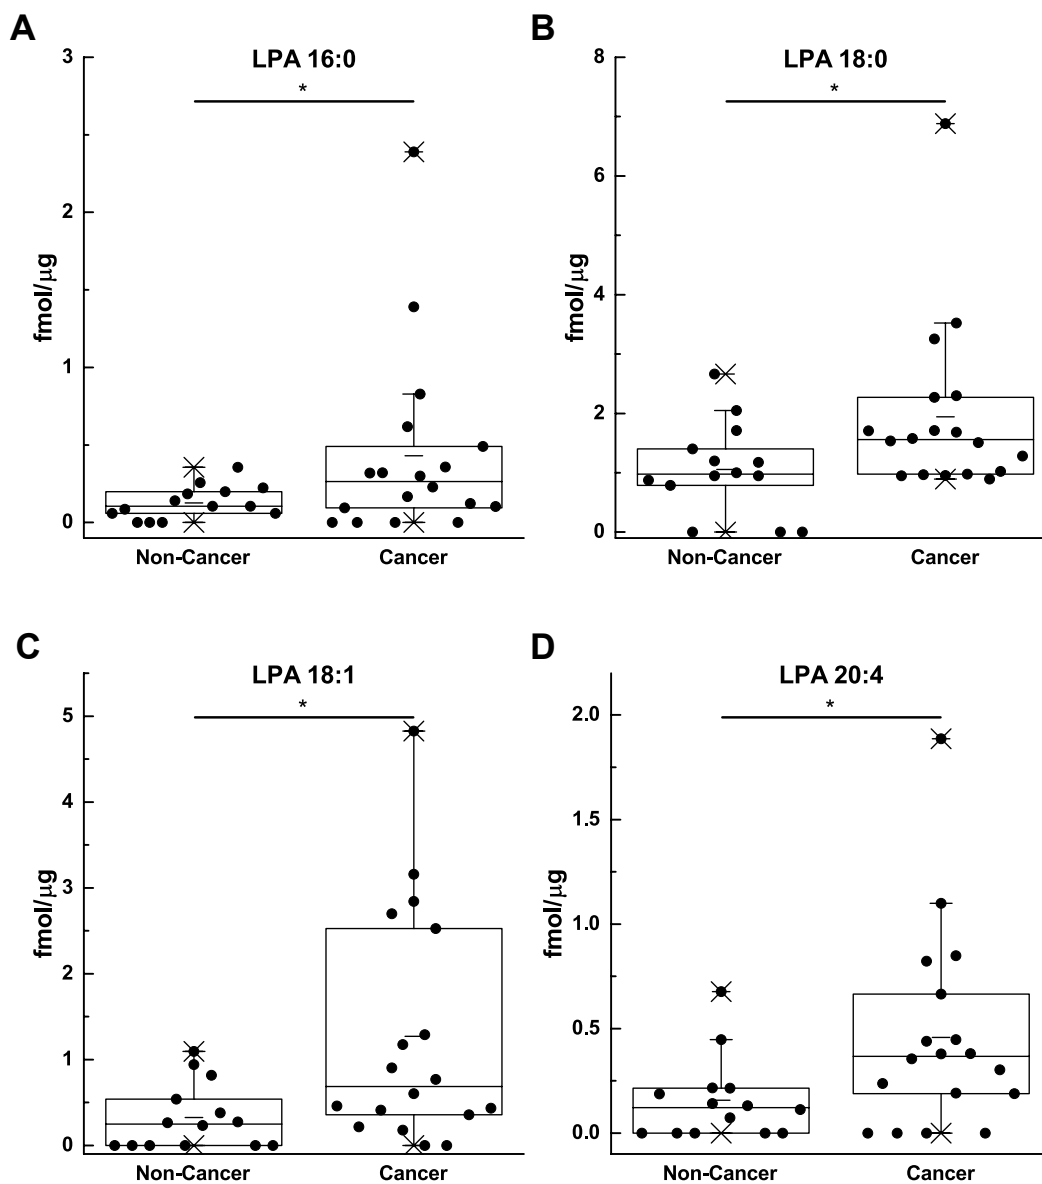 A
LPA 16:0
*
3
2
1
0
fmol/μg
Non-Cancer
Cancer
B
LPA 18:0
*
8
6
4
2
0
fmol/μg
Non-Cancer
Cancer
C
LPA 18:1
*
5
4
3
2
1
0
fmol/μg
Non-Cancer
Cancer
D
LPA 20:4
*
2.0
1.5
1.0
0.5
0.0
fmol/μg
Non-Cancer
Cancer